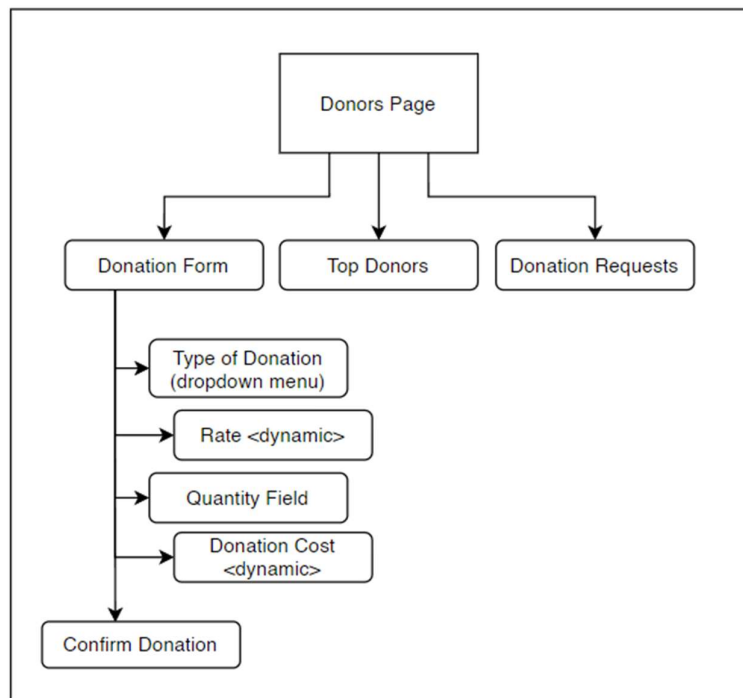 Donors Page
Donation Form
Top Donors
Donation Requests
Type of Donation
(dropdown menu)
Rate <dynamic>
Quantity Field
Donation Cost
<dynamic>
Confirm Donation